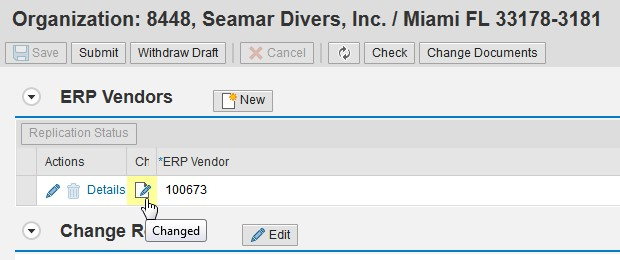 Organization: 8448, Seamar Divers, Inc. / Miami FL 33178-3181
Save Submit Withdraw Draft Cancel Check Change Documents
ERP Vendors New
Replication Status
Actions Ch *ERP Vendor
Details 100673
Change R Changed Edit